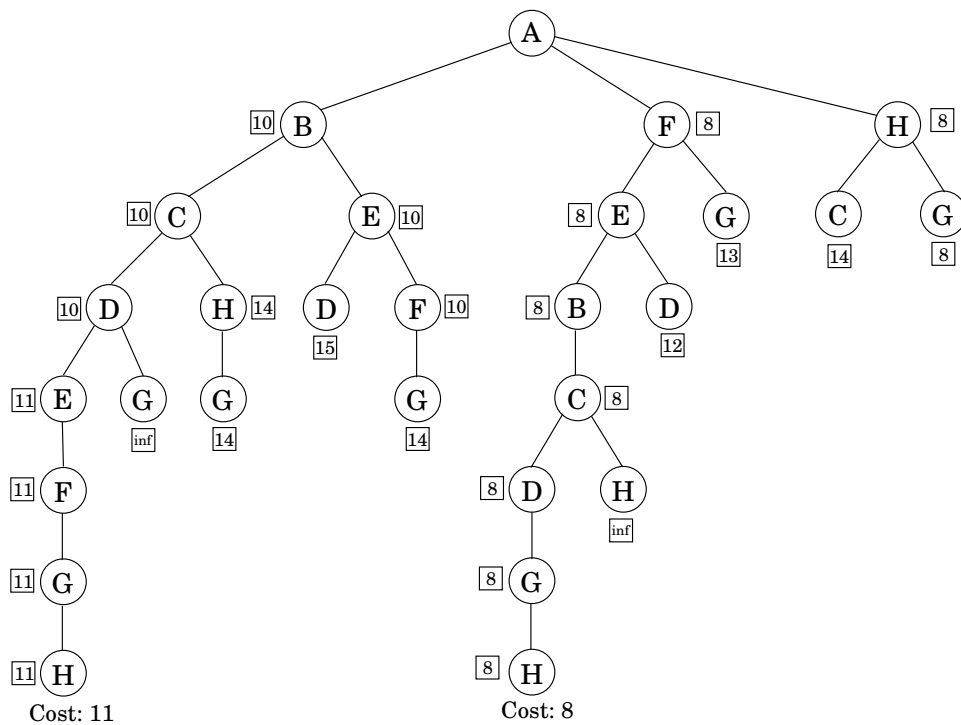 A
10 B F 8 H 8
10 C E 10 8 E G C G
13 14 8
10 D H 14 D F 10 8 B D
15 12
11 E G G G C 8
inf 14 14
11 F 8 D H
inf
11 G 8 G
11 H 8 H
Cost: 11 Cost: 8